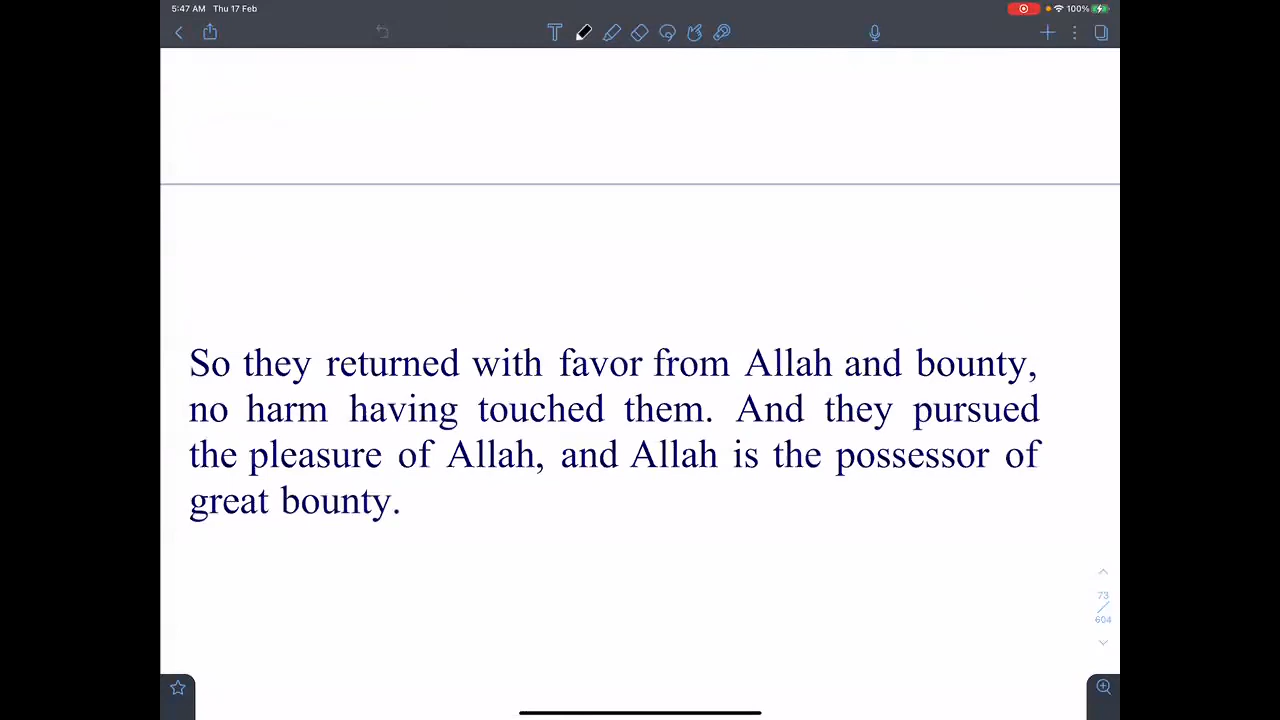 5:47 AM Thu 17 Feb
100%
T
So they returned with favor from Allah and bounty,
no harm having touched them. And they pursued
the pleasure of Allah, and Allah is the possessor of
great bounty.
73
/
604